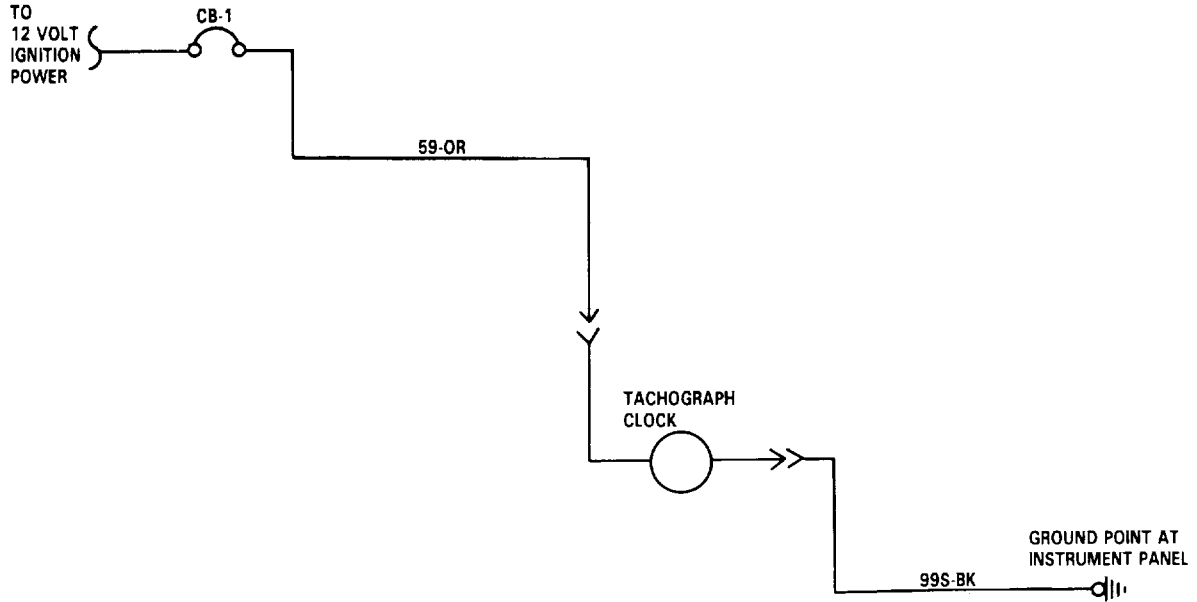 TO
12 VOLT
IGNITION
POWER
CB-1
59-OR
TACHOGRAPH
CLOCK
GROUND POINT AT
INSTRUMENT PANEL
99S-BK